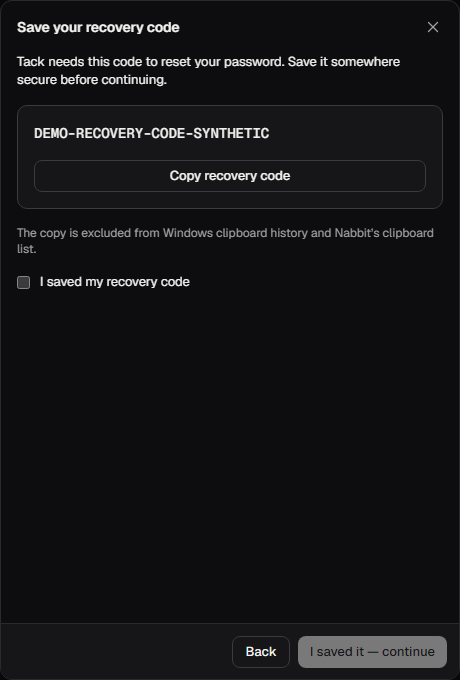 Save your recovery code
Tack needs this code to reset your password. Save it somewhere
secure before continuing.
DEMO-RECOVERY-CODE-SYNTHETIC
Copy recovery code
The copy is excluded from Windows clipboard history and Nabbit's clipboard
list.
I saved my recovery code
Back
I saved it — continue